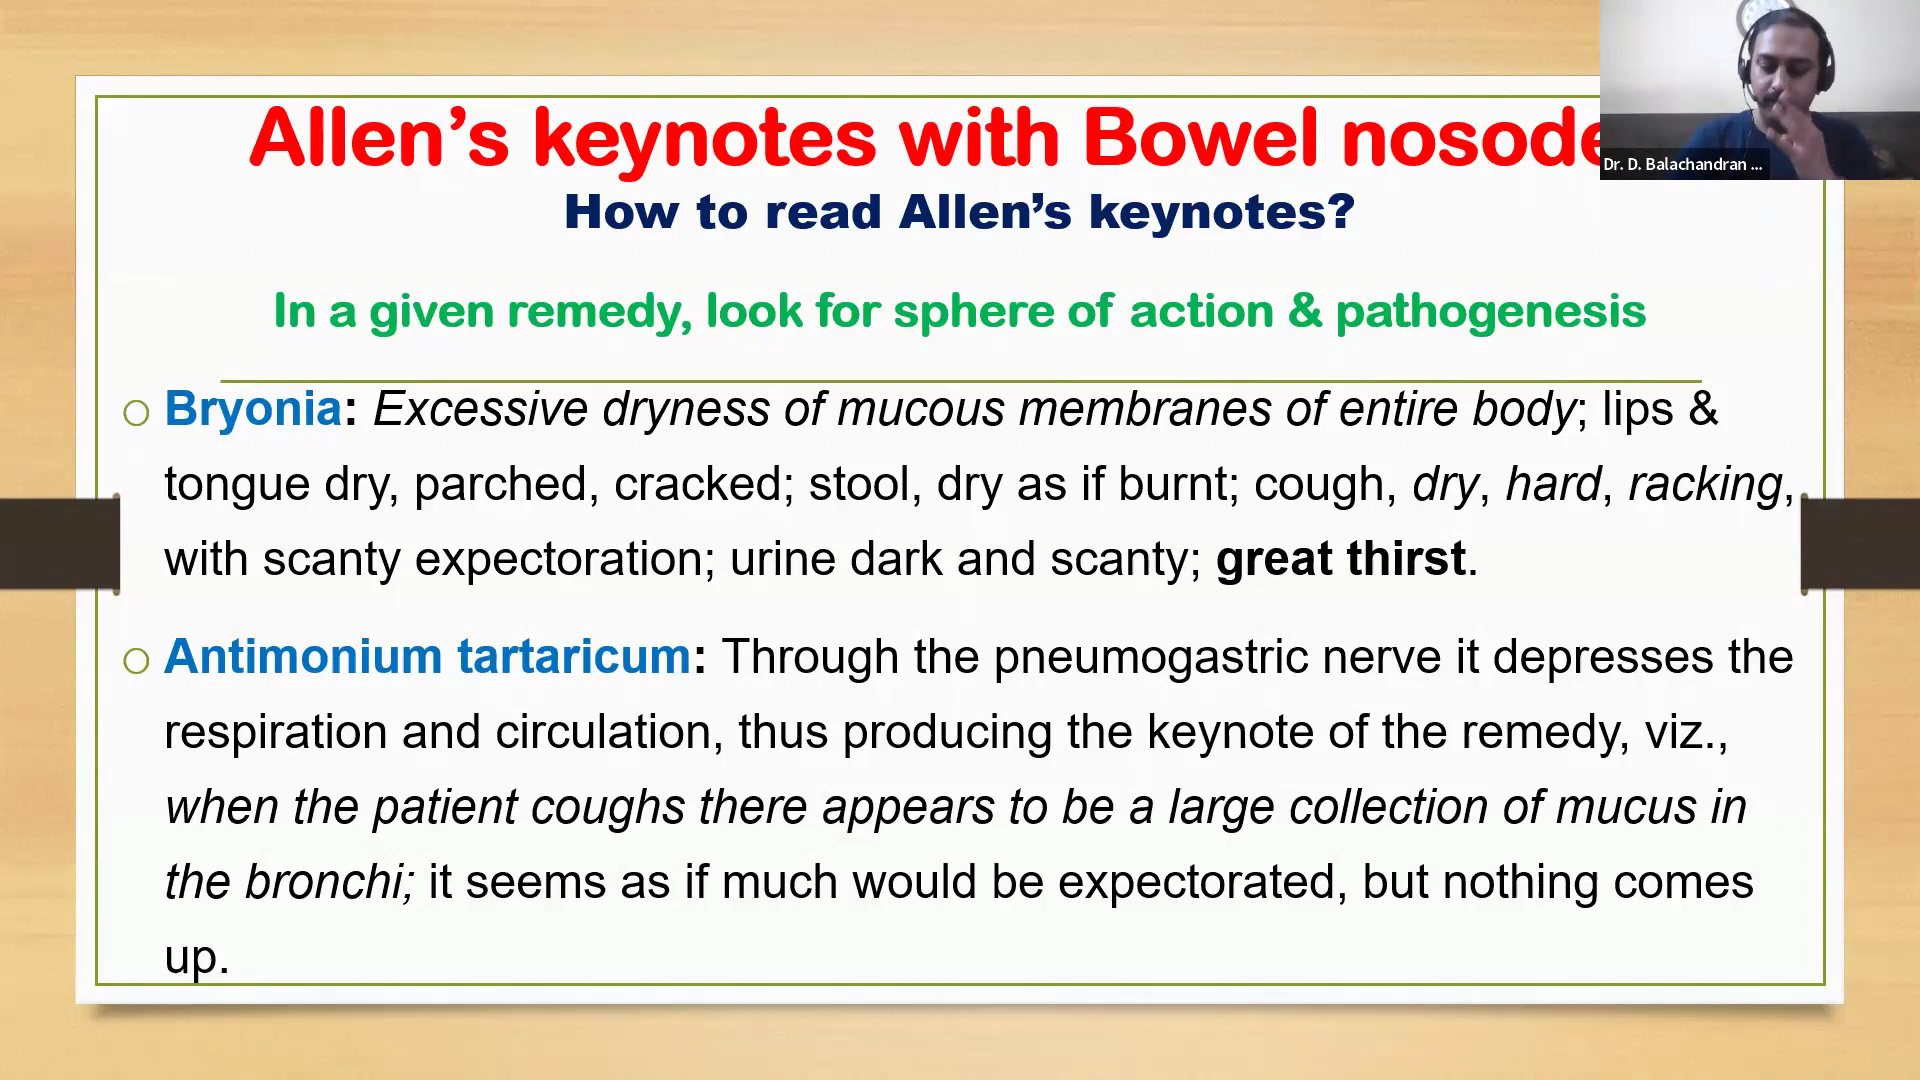 Allen’s keynotes with Bowel nosode
Dr. D. Balachandran ...
How to read Allen’s keynotes?
In a given remedy, look for sphere of action & pathogenesis
Bryonia: Excessive dryness of mucous membranes of entire body; lips &
tongue dry, parched, cracked; stool, dry as if burnt; cough, dry, hard, racking,
with scanty expectoration; urine dark and scanty; great thirst.
Antimonium tartaricum: Through the pneumogastric nerve it depresses the
respiration and circulation, thus producing the keynote of the remedy, viz.,
when the patient coughs there appears to be a large collection of mucus in
the bronchi; it seems as if much would be expectorated, but nothing comes
up.